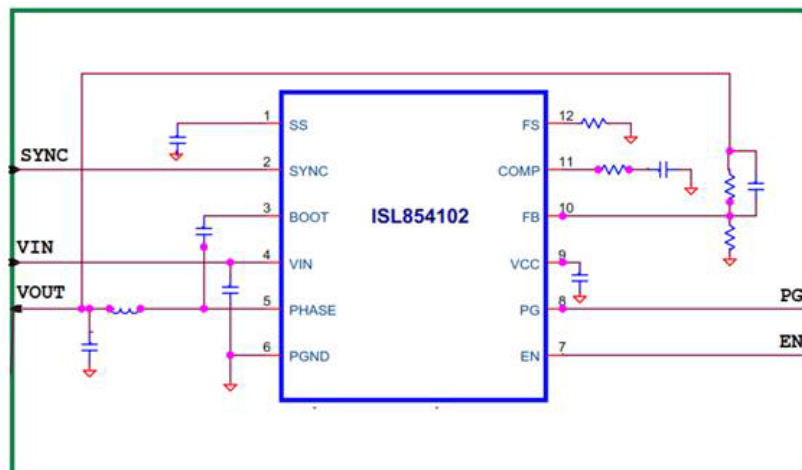 1 SS
FS 12
SYNC
2 SYNC
COMP 11
3 BOOT
ISL854102
FB 10
VIN
4 VIN
VCC 9
VOUT
5 PHASE
PG 8
PG
6 PGND
EN 7
EN